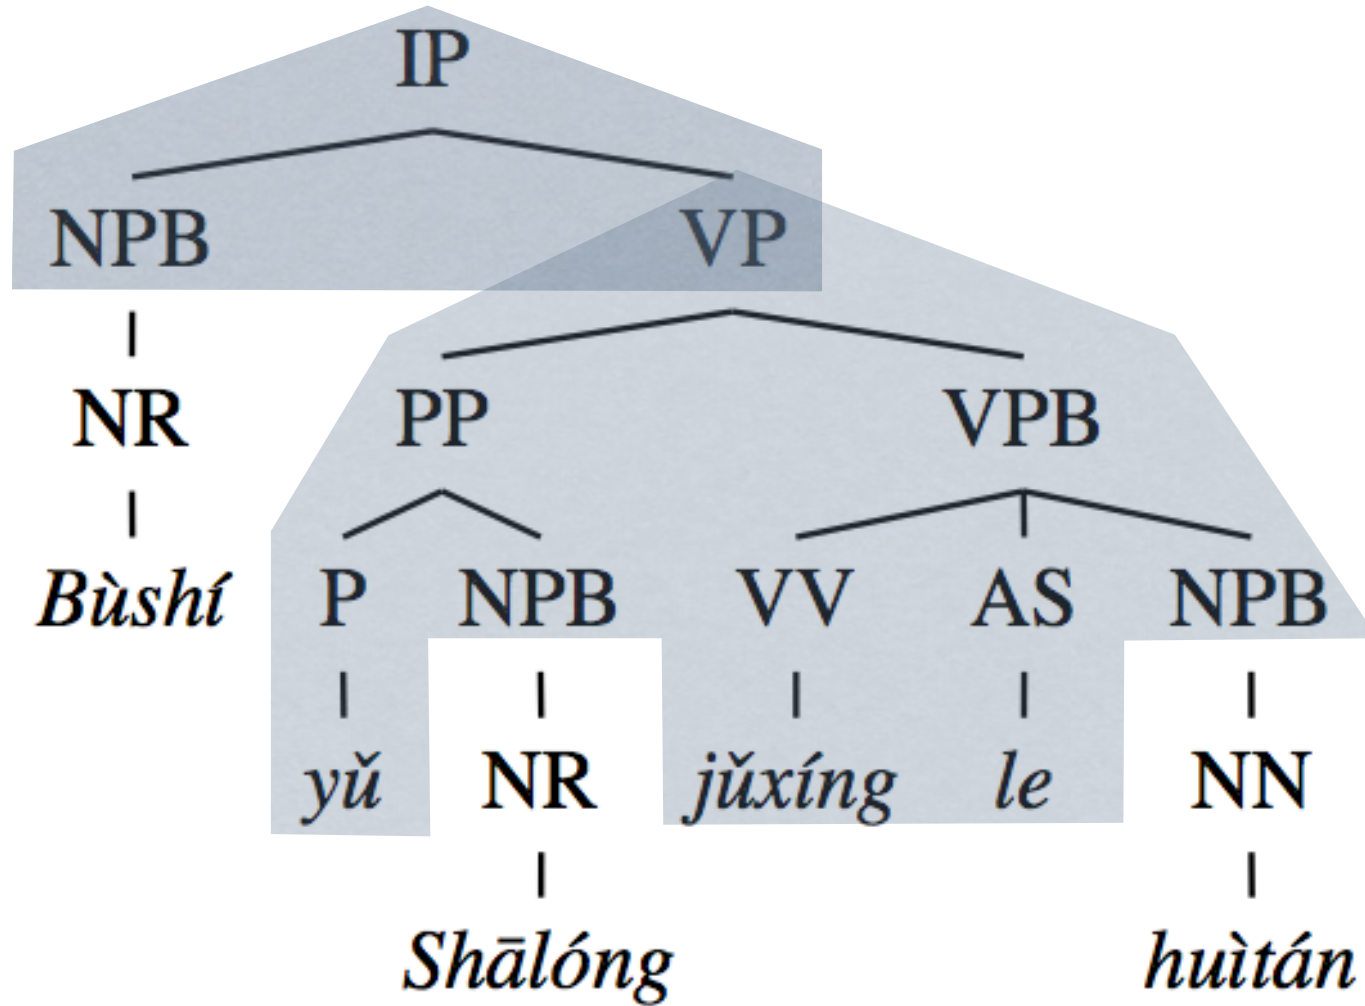 IP
NPB VP
NR PP VPB
Bùshí P NPB VV AS NPB
yǔ NR jǔxíng le NN
Shālóng huìtán